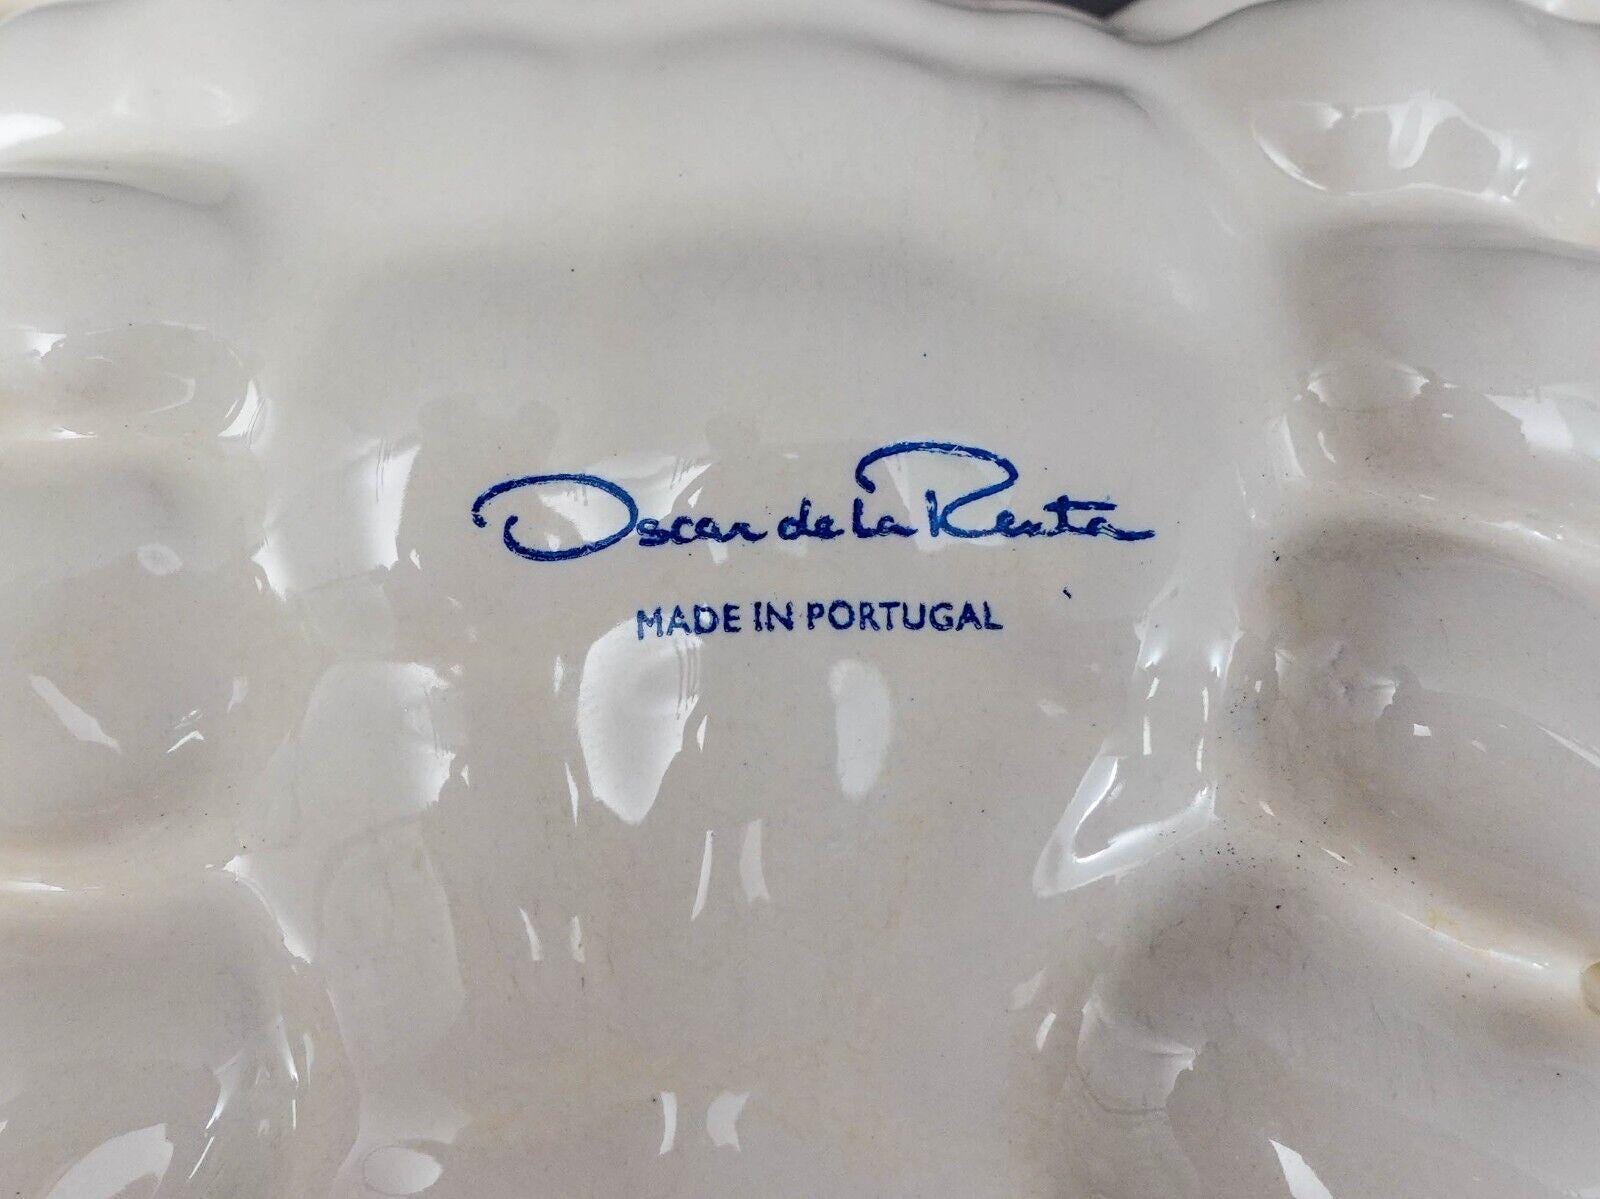 Oscar de la Renta
MADE IN PORTUGAL